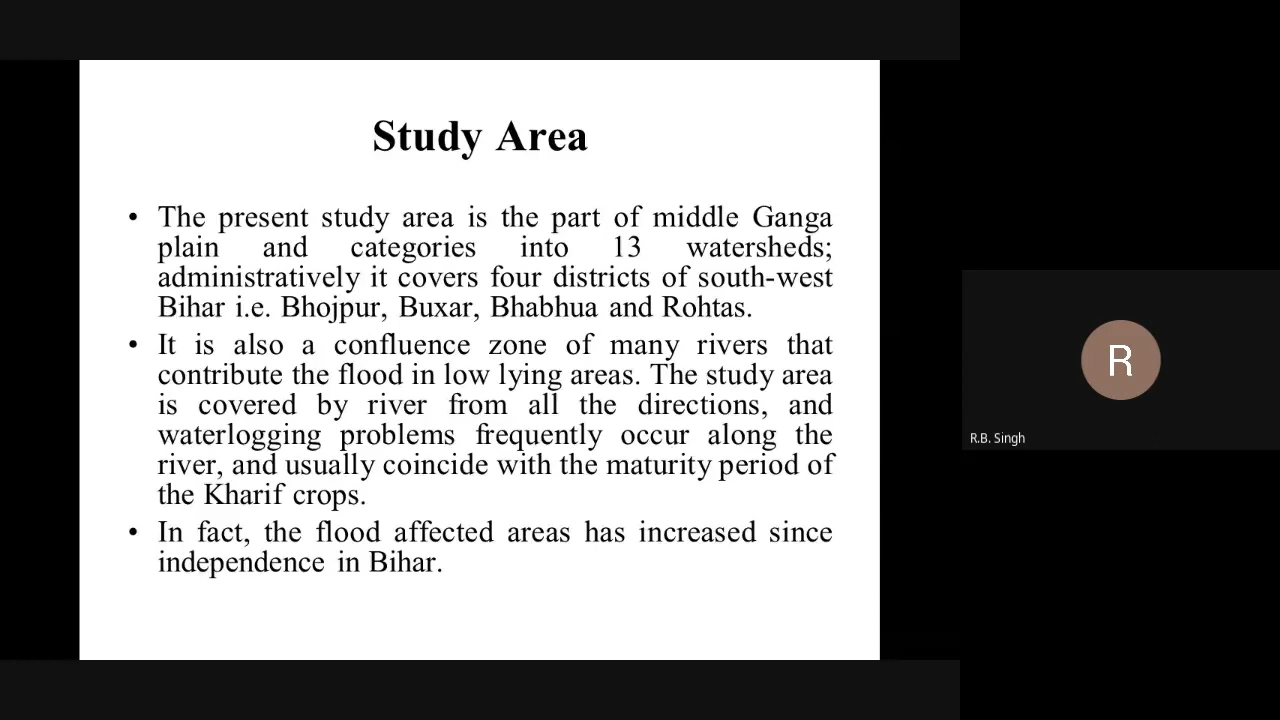 Study Area
• The present study area is the part of middle Ganga
plain and categories into 13 watersheds;
administratively it covers four districts of south-west
Bihar i.e. Bhojpur, Buxar, Bhabhua and Rohtas.
• It is also a confluence zone of many rivers that
contribute the flood in low lying areas. The study area
is covered by river from all the directions, and
waterlogging problems frequently occur along the
river, and usually coincide with the maturity period of
the Kharif crops.
• In fact, the flood affected areas has increased since
independence in Bihar.
R
R.B. Singh